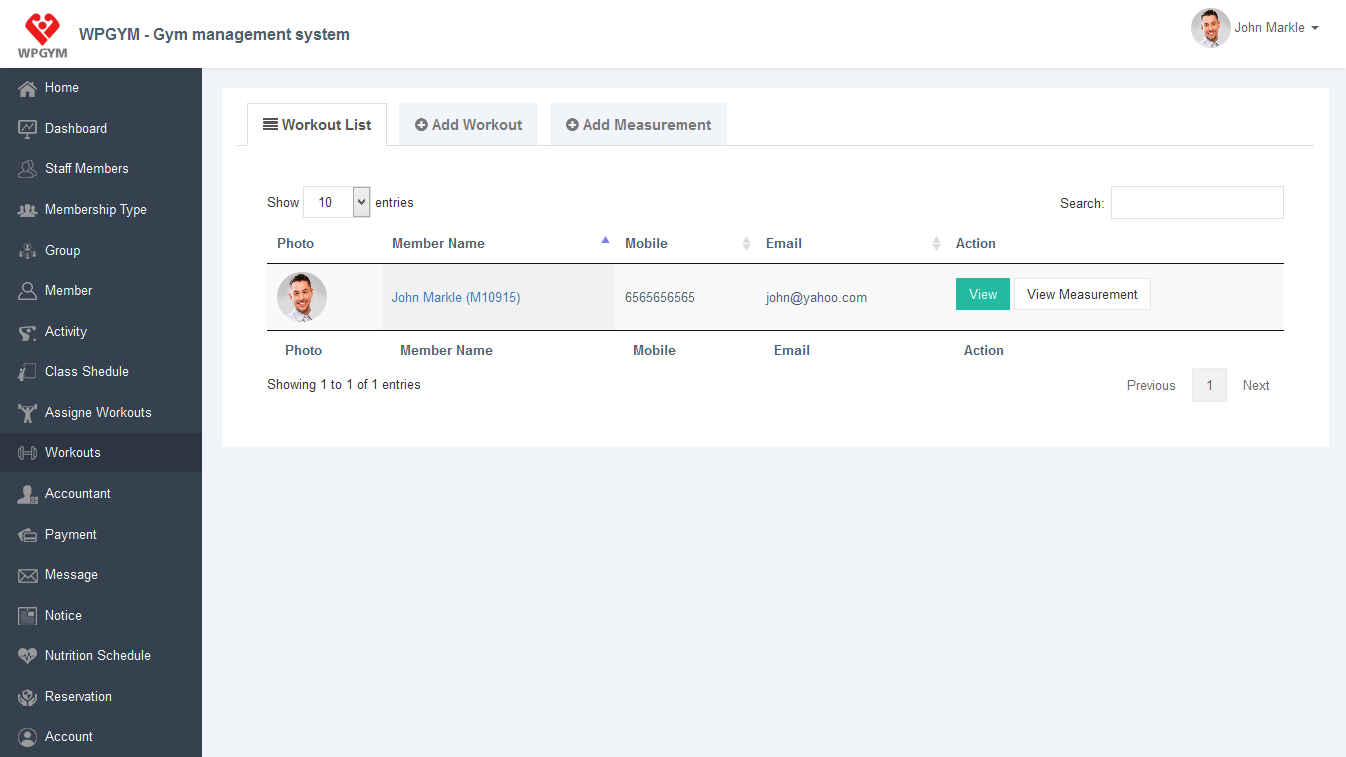 WPGYM
WPGYM - Gym management system
John Markle
Home
Dashboard
Staff Members
Membership Type
Group
Member
Activity
Class Shedule
Assigne Workouts
Workouts
Accountant
Payment
Message
Notice
Nutrition Schedule
Reservation
Account
Workout List Add Workout Add Measurement
Show 10 entries Search:
Photo Member Name Mobile Email Action
John Markle (M10915) 6565656565 john@yahoo.com View View Measurement
Photo Member Name Mobile Email Action
Showing 1 to 1 of 1 entries Previous 1 Next